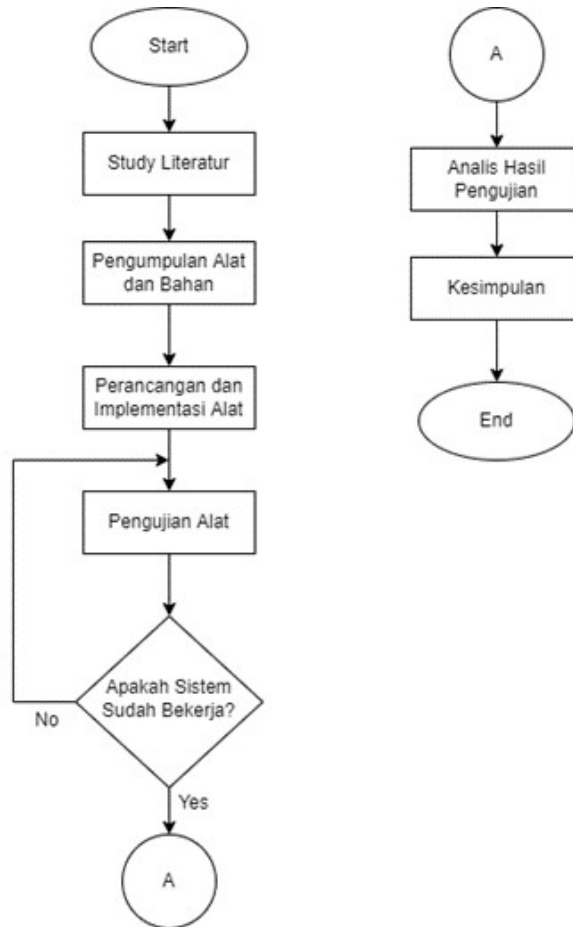 Start
Study Literatur
Pengumpulan Alat
dan Bahan
Perancangan dan
Implementasi Alat
Pengujian Alat
Apakah Sistem
Sudah Bekerja?
No
Yes
A
A
Analis Hasil
Pengujian
Kesimpulan
End